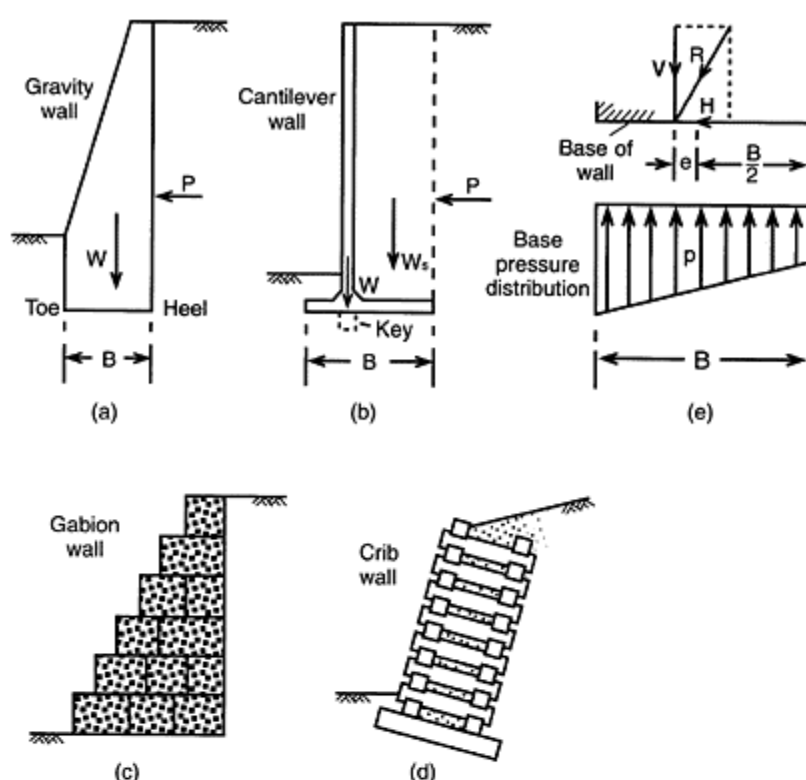 Gravity
wall
P
W
Toe
Heel
B
(a)
Cantilever
wall
P
Ws
W
Key
B
(b)
V
R
H
Base of
wall
e
B
2
Base
pressure
distribution
p
B
(e)
Gabion
wall
(c)
Crib
wall
(d)